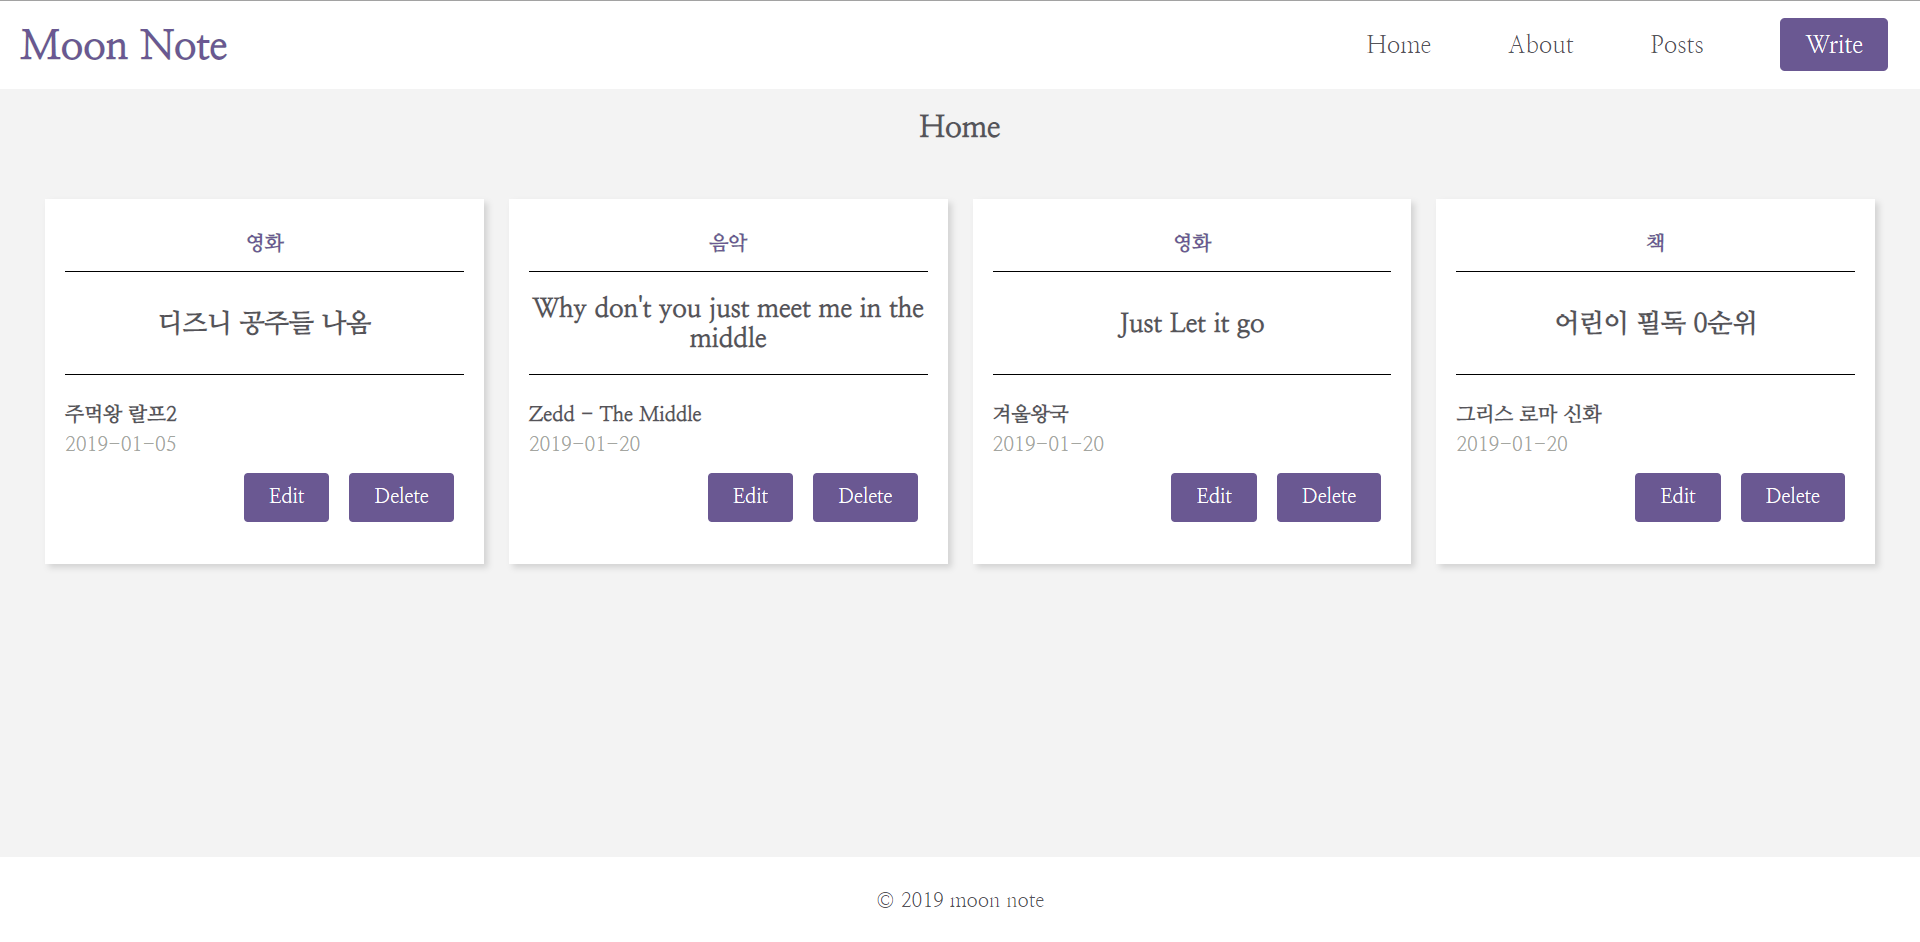 Moon Note
Home
About
Posts
Write
Home
영화
디즈니 공주들 나옴
주먹왕 랄프2
2019-01-05
Edit
Delete
음악
Why don't you just meet me in the
middle
Zedd - The Middle
2019-01-20
Edit
Delete
영화
Just Let it go
겨울왕국
2019-01-20
Edit
Delete
책
어린이 필독 0순위
그리스 로마 신화
2019-01-20
Edit
Delete
© 2019 moon note